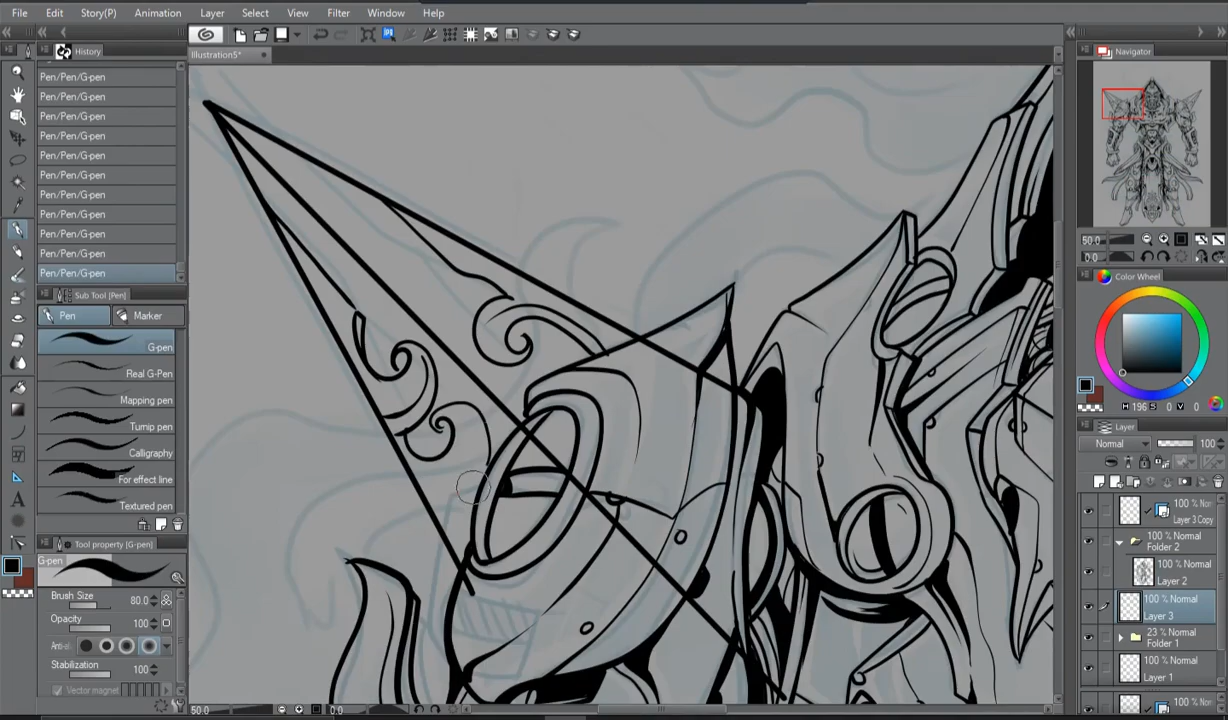 File Edit Story(P) Animation Layer Select View Filter Window Help
Illustration5*
History
Pen/Pen/G-pen
Pen/Pen/G-pen
Pen/Pen/G-pen
Pen/Pen/G-pen
Pen/Pen/G-pen
Pen/Pen/G-pen
Pen/Pen/G-pen
Pen/Pen/G-pen
Pen/Pen/G-pen
Pen/Pen/G-pen
Pen/Pen/G-pen
Sub Tool [Pen]
Pen Marker
G-pen
Real G-Pen
Mapping pen
Turnip pen
Calligraphy
For effect line
Textured pen
Tool property [G-pen]
G-pen
Brush Size 80.0
Opacity 100
Stabilization 100
Vector magnet
50.0 0.0
Navigator
50.0
0.0
Color Wheel
H 196 S 0 V 0
Layer
Normal 100
Layer 3 Copy
100 % Normal
Folder 2
100 % Normal
Layer 2
100 % Normal
Layer 3
23 % Normal
Folder 1
100 % Normal
Layer 1